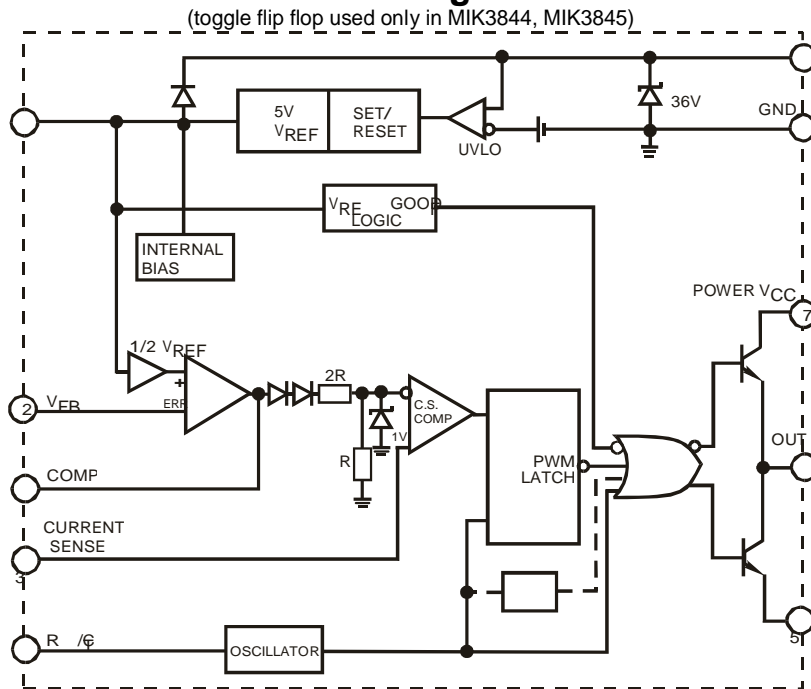 (toggle flip flop used only in MIK3844, MIK3845)
5V
VREF
SET/
RESET
UVLO
36V
GND
VRE GOOD
LOGIC
INTERNAL
BIAS
POWER VCC
7
1/2 VREF
+
ERR
2R
C.S.
COMP
1V
R
2
VFB
COMP
PWM
LATCH
OUT
CURRENT
SENSE
3
R /CT
OSCILLATOR
5